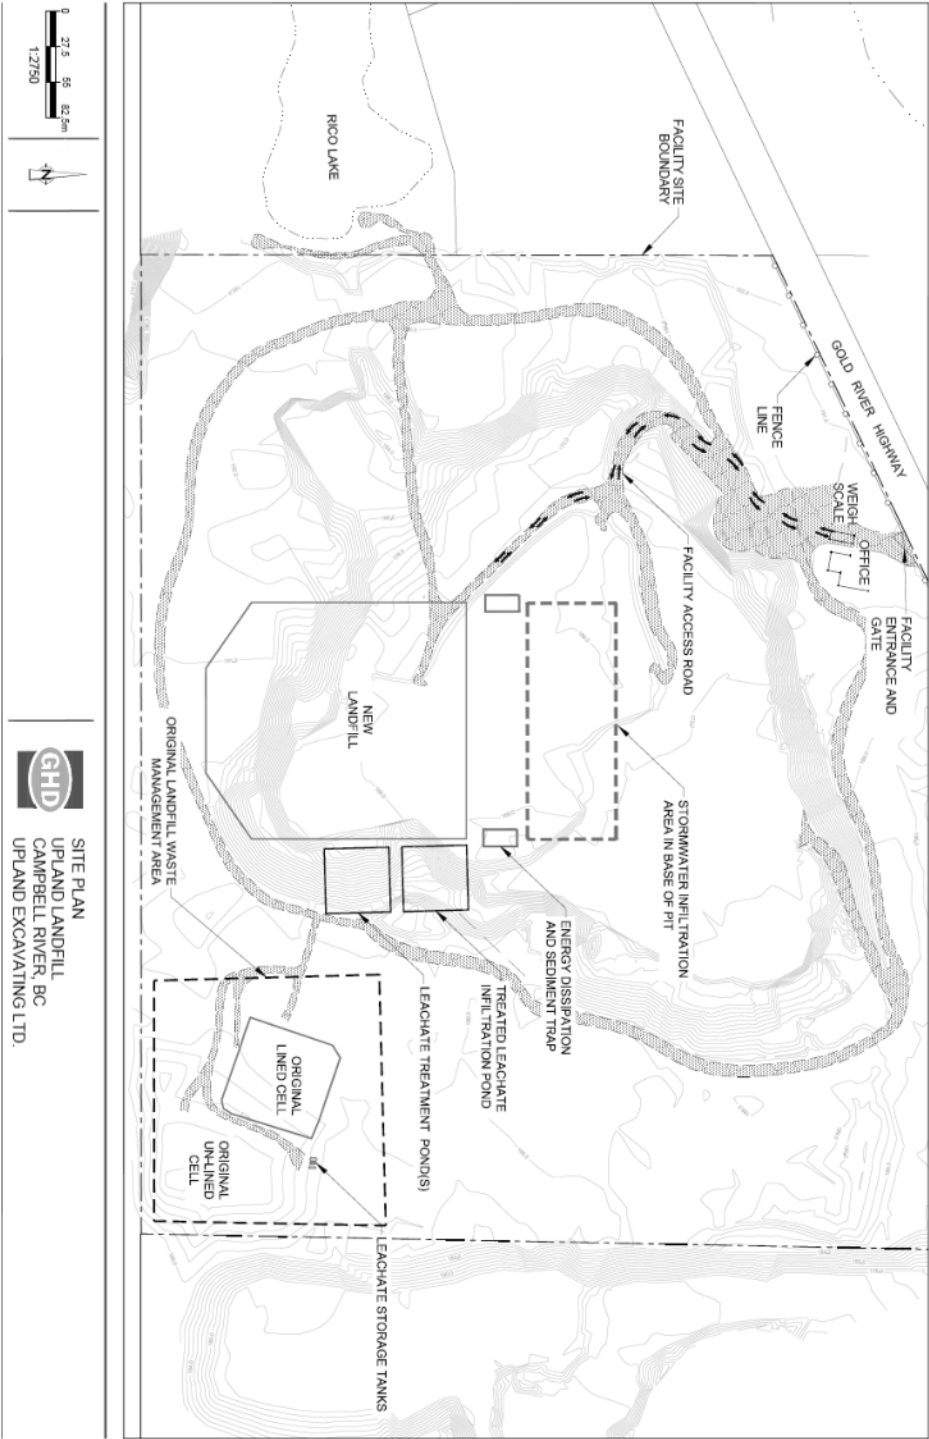 GOLD RIVER HIGHWAY
FENCE
LINE
WEIGH
SCALE
OFFICE
FACILITY
ENTRANCE AND
GATE
FACILITY SITE
BOUNDARY
FACILITY ACCESS ROAD
STORMWATER INFILTRATION
AREA IN BASE OF PIT
RICO LAKE
NEW
LANDFILL
ENERGY DISSIPATION
AND SEDIMENT TRAP
TREATED LEACHATE
INFILTRATION POND
LEACHATE TREATMENT POND(S)
ORIGINAL
LINED CELL
ORIGINAL
UN-LINED
CELL
LEACHATE STORAGE TANKS
ORIGINAL LANDFILL WASTE
MANAGEMENT AREA
0 27.5 55 82.5m
1:2750
N
GHD
SITE PLAN
UPLAND LANDFILL
CAMPBELL RIVER, BC
UPLAND EXCAVATING LTD.